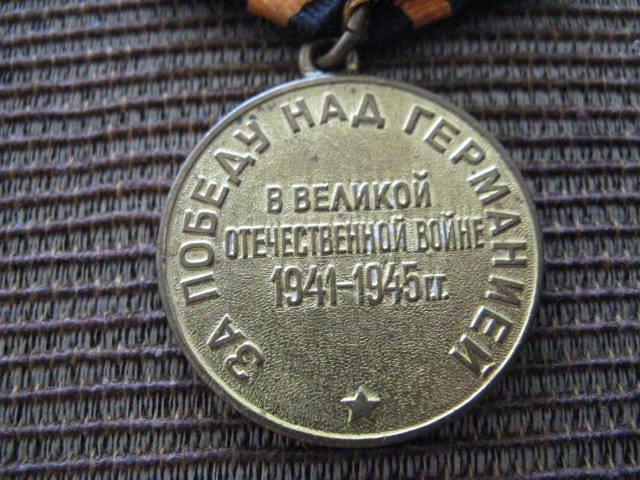 ЗА ПОБЕДУ НАД ГЕРМАНИЕЙ
В ВЕЛИКОЙ
ОТЕЧЕСТВЕННОЙ ВОЙНЕ
1941-1945 гг.